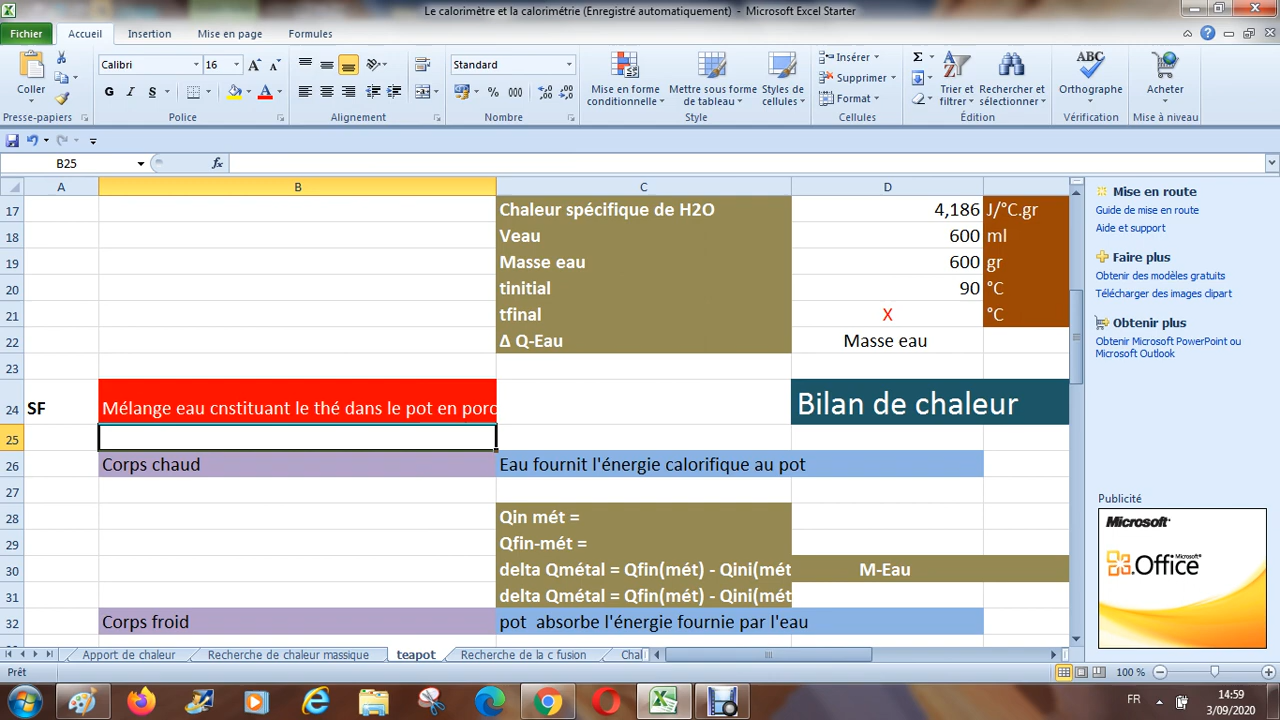 Le calorimètre et la calorimétrie (Enregistré automatiquement) - Microsoft Excel Starter
Fichier Accueil Insertion Mise en page Formules
Coller
Presse-papiers
Calibri 16
G I S
Police
Alignement
Standard
% 000
Nombre
Mise en forme conditionnelle
Mettre sous forme de tableau
Styles de cellules
Style
Insérer
Supprimer
Format
Cellules
Σ
Trier et filtrer
Rechercher et sélectionner
Édition
ABC
Orthographe
Vérification
Acheter
Mise à niveau
B25 fx
A B C D
17 Chaleur spécifique de H2O 4,186 J/°C.gr
18 Veau 600 ml
19 Masse eau 600 gr
20 tinitial 90 °C
21 tfinal X °C
22 Δ Q-Eau Masse eau
23
24 SF Mélange eau cnstituant le thé dans le pot en porc Bilan de chaleur
25
26 Corps chaud Eau fournit l'énergie calorifique au pot
27
28 Qin mét =
29 Qfin-mét =
30 delta Qmétal = Qfin(mét) - Qini(mét M-Eau
31 delta Qmétal = Qfin(mét) - Qini(mét
32 Corps froid pot absorbe l'énergie fournie par l'eau
Mise en route
Guide de mise en route
Aide et support
Faire plus
Obtenir des modèles gratuits
Télécharger des images clipart
Obtenir plus
Obtenir Microsoft PowerPoint ou
Microsoft Outlook
Publicité
Microsoft
Office
Apport de chaleur Recherche de chaleur massique teapot Recherche de la c fusion Chal
Prêt 100 %
FR 14:59
3/09/2020